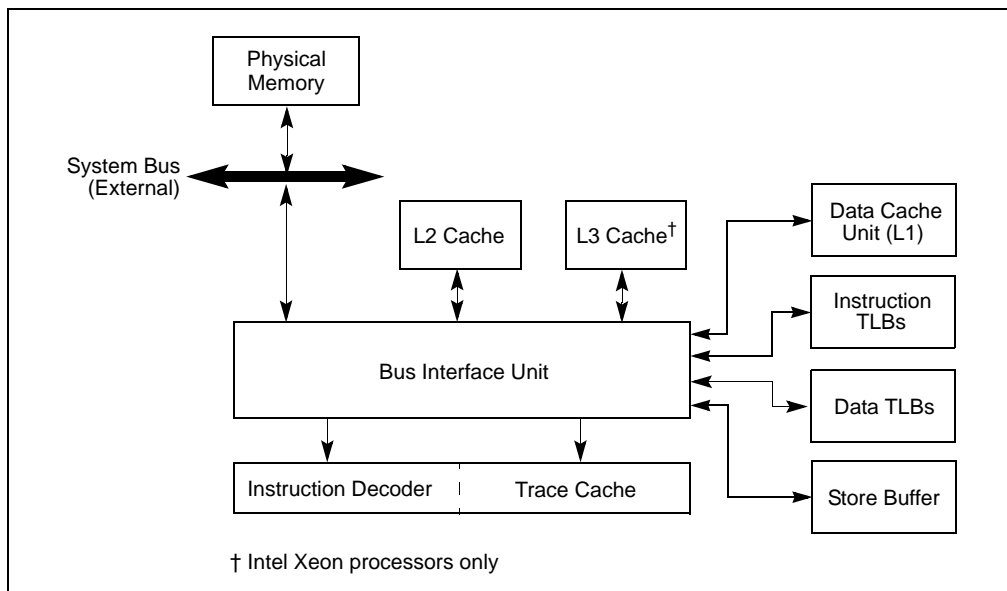 Physical
Memory
System Bus
(External)
L2 Cache
L3 Cache†
Data Cache
Unit (L1)
Instruction
TLBs
Bus Interface Unit
Data TLBs
Instruction Decoder
Trace Cache
Store Buffer
† Intel Xeon processors only